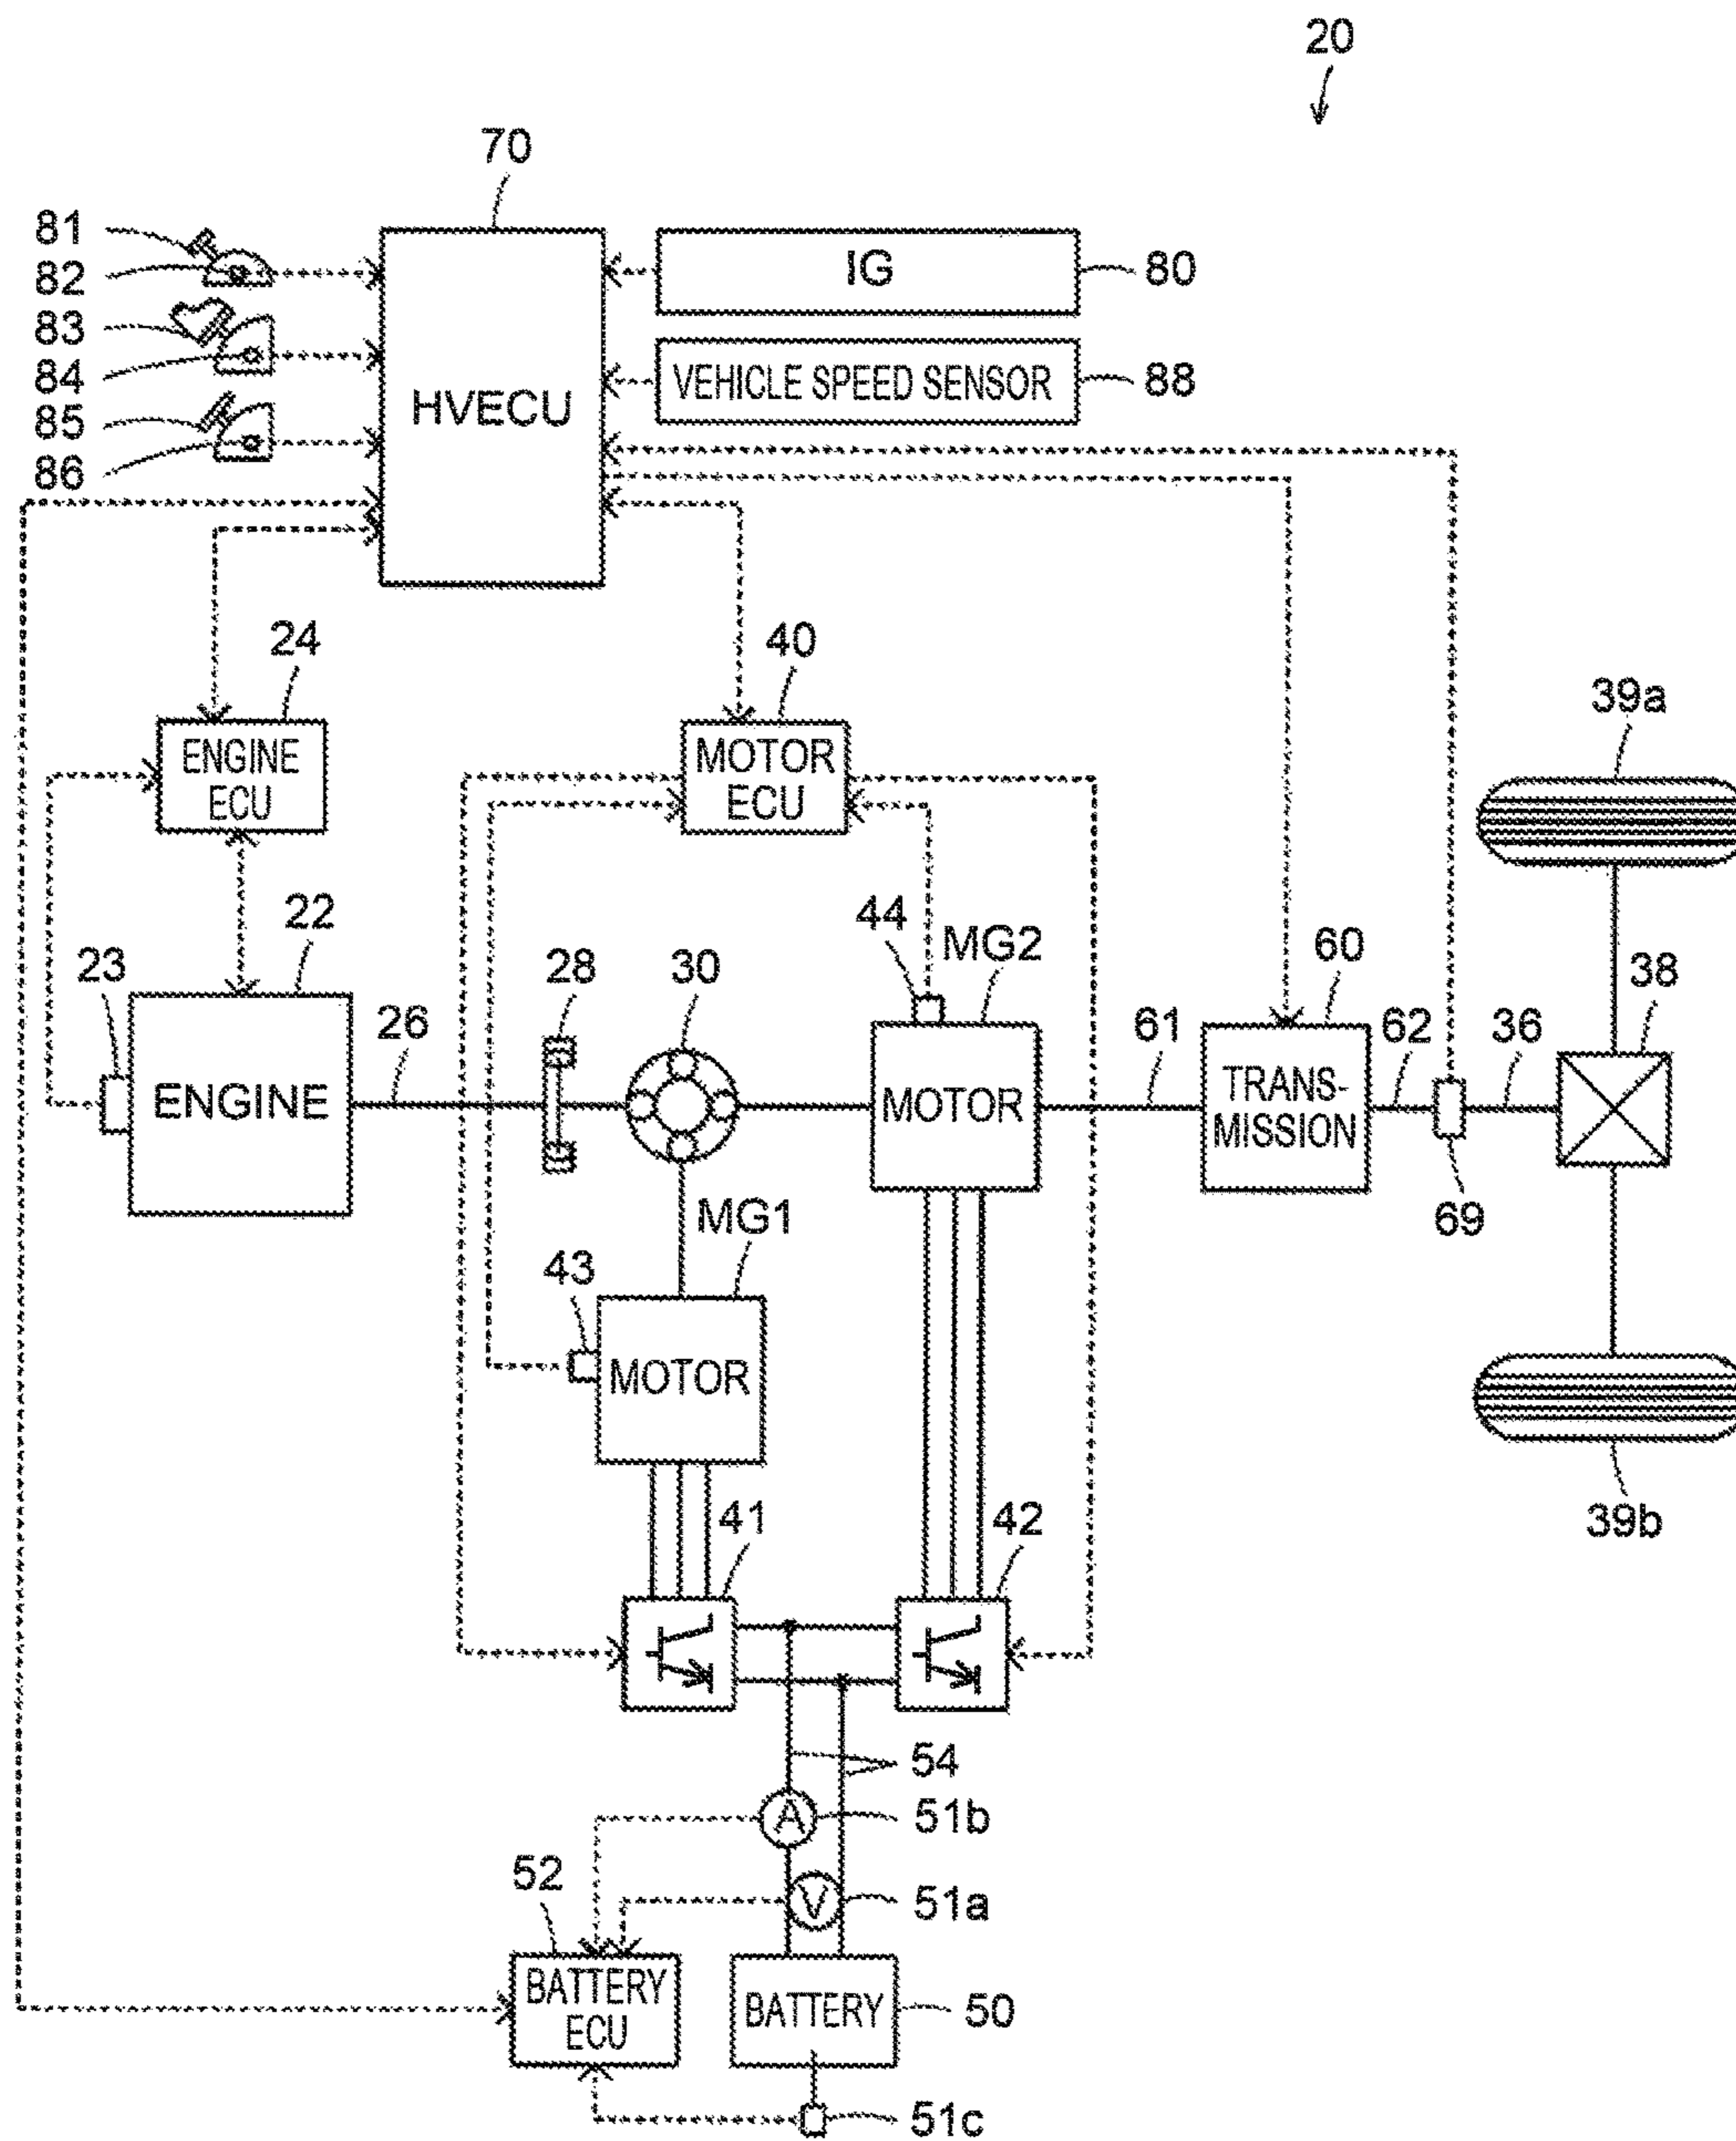 20
70
81
82
83
84
85
86
IG
80
VEHICLE SPEED SENSOR
88
HVECU
24
40
ENGINE
ECU
MOTOR
ECU
39a
23
22
26
28
30
44
MG2
61
60
62
36
38
ENGINE
MOTOR
TRANS-
MISSION
69
MG1
43
MOTOR
41
42
39b
54
A
51b
V
51a
52
BATTERY
ECU
BATTERY
50
51c